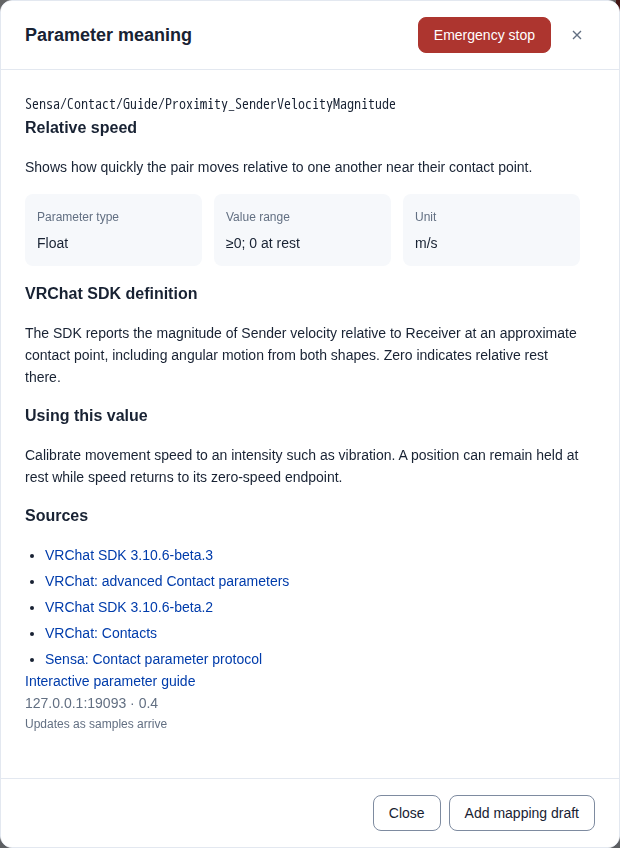 Parameter meaning
Emergency stop
×
Sensa/Contact/Guide/Proximity_SenderVelocityMagnitude
Relative speed
Shows how quickly the pair moves relative to one another near their contact point.
Parameter type
Float
Value range
≥0; 0 at rest
Unit
m/s
VRChat SDK definition
The SDK reports the magnitude of Sender velocity relative to Receiver at an approximate
contact point, including angular motion from both shapes. Zero indicates relative rest
there.
Using this value
Calibrate movement speed to an intensity such as vibration. A position can remain held at
rest while speed returns to its zero-speed endpoint.
Sources
• VRChat SDK 3.10.6-beta.3
• VRChat: advanced Contact parameters
• VRChat SDK 3.10.6-beta.2
• VRChat: Contacts
• Sensa: Contact parameter protocol
Interactive parameter guide
127.0.0.1:19093 · 0.4
Updates as samples arrive
Close
Add mapping draft